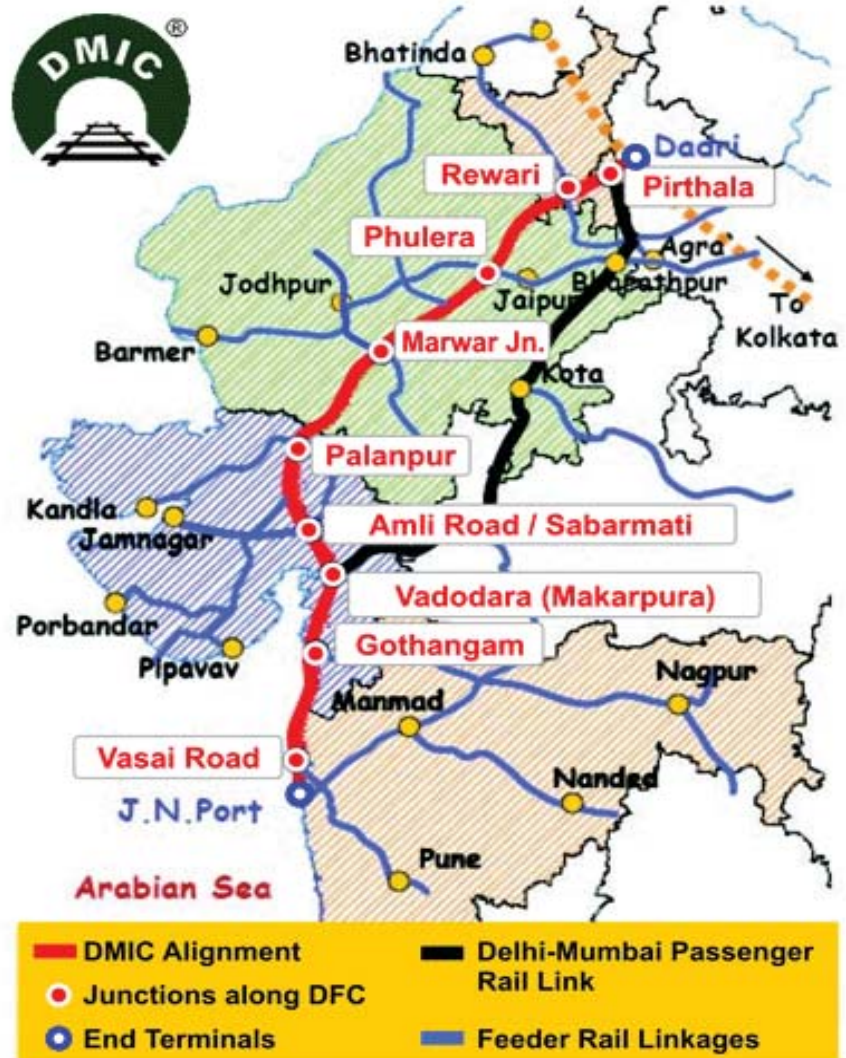 DMIC ®
Bhatinda
Dadri
Rewari
Pirthala
Phulera
Agra
Jodhpur
Jaipur
Bharathpur
To
Kolkata
Barmer
Marwar Jn.
Kota
Palanpur
Kandla
Jamnagar
Amli Road / Sabarmati
Vadodara (Makarpura)
Porbandar
Pipavav
Gothangam
Nagpur
Manmad
Vasai Road
Nanded
J.N.Port
Pune
Arabian Sea
DMIC Alignment
Junctions along DFC
End Terminals
Delhi-Mumbai Passenger
Rail Link
Feeder Rail Linkages